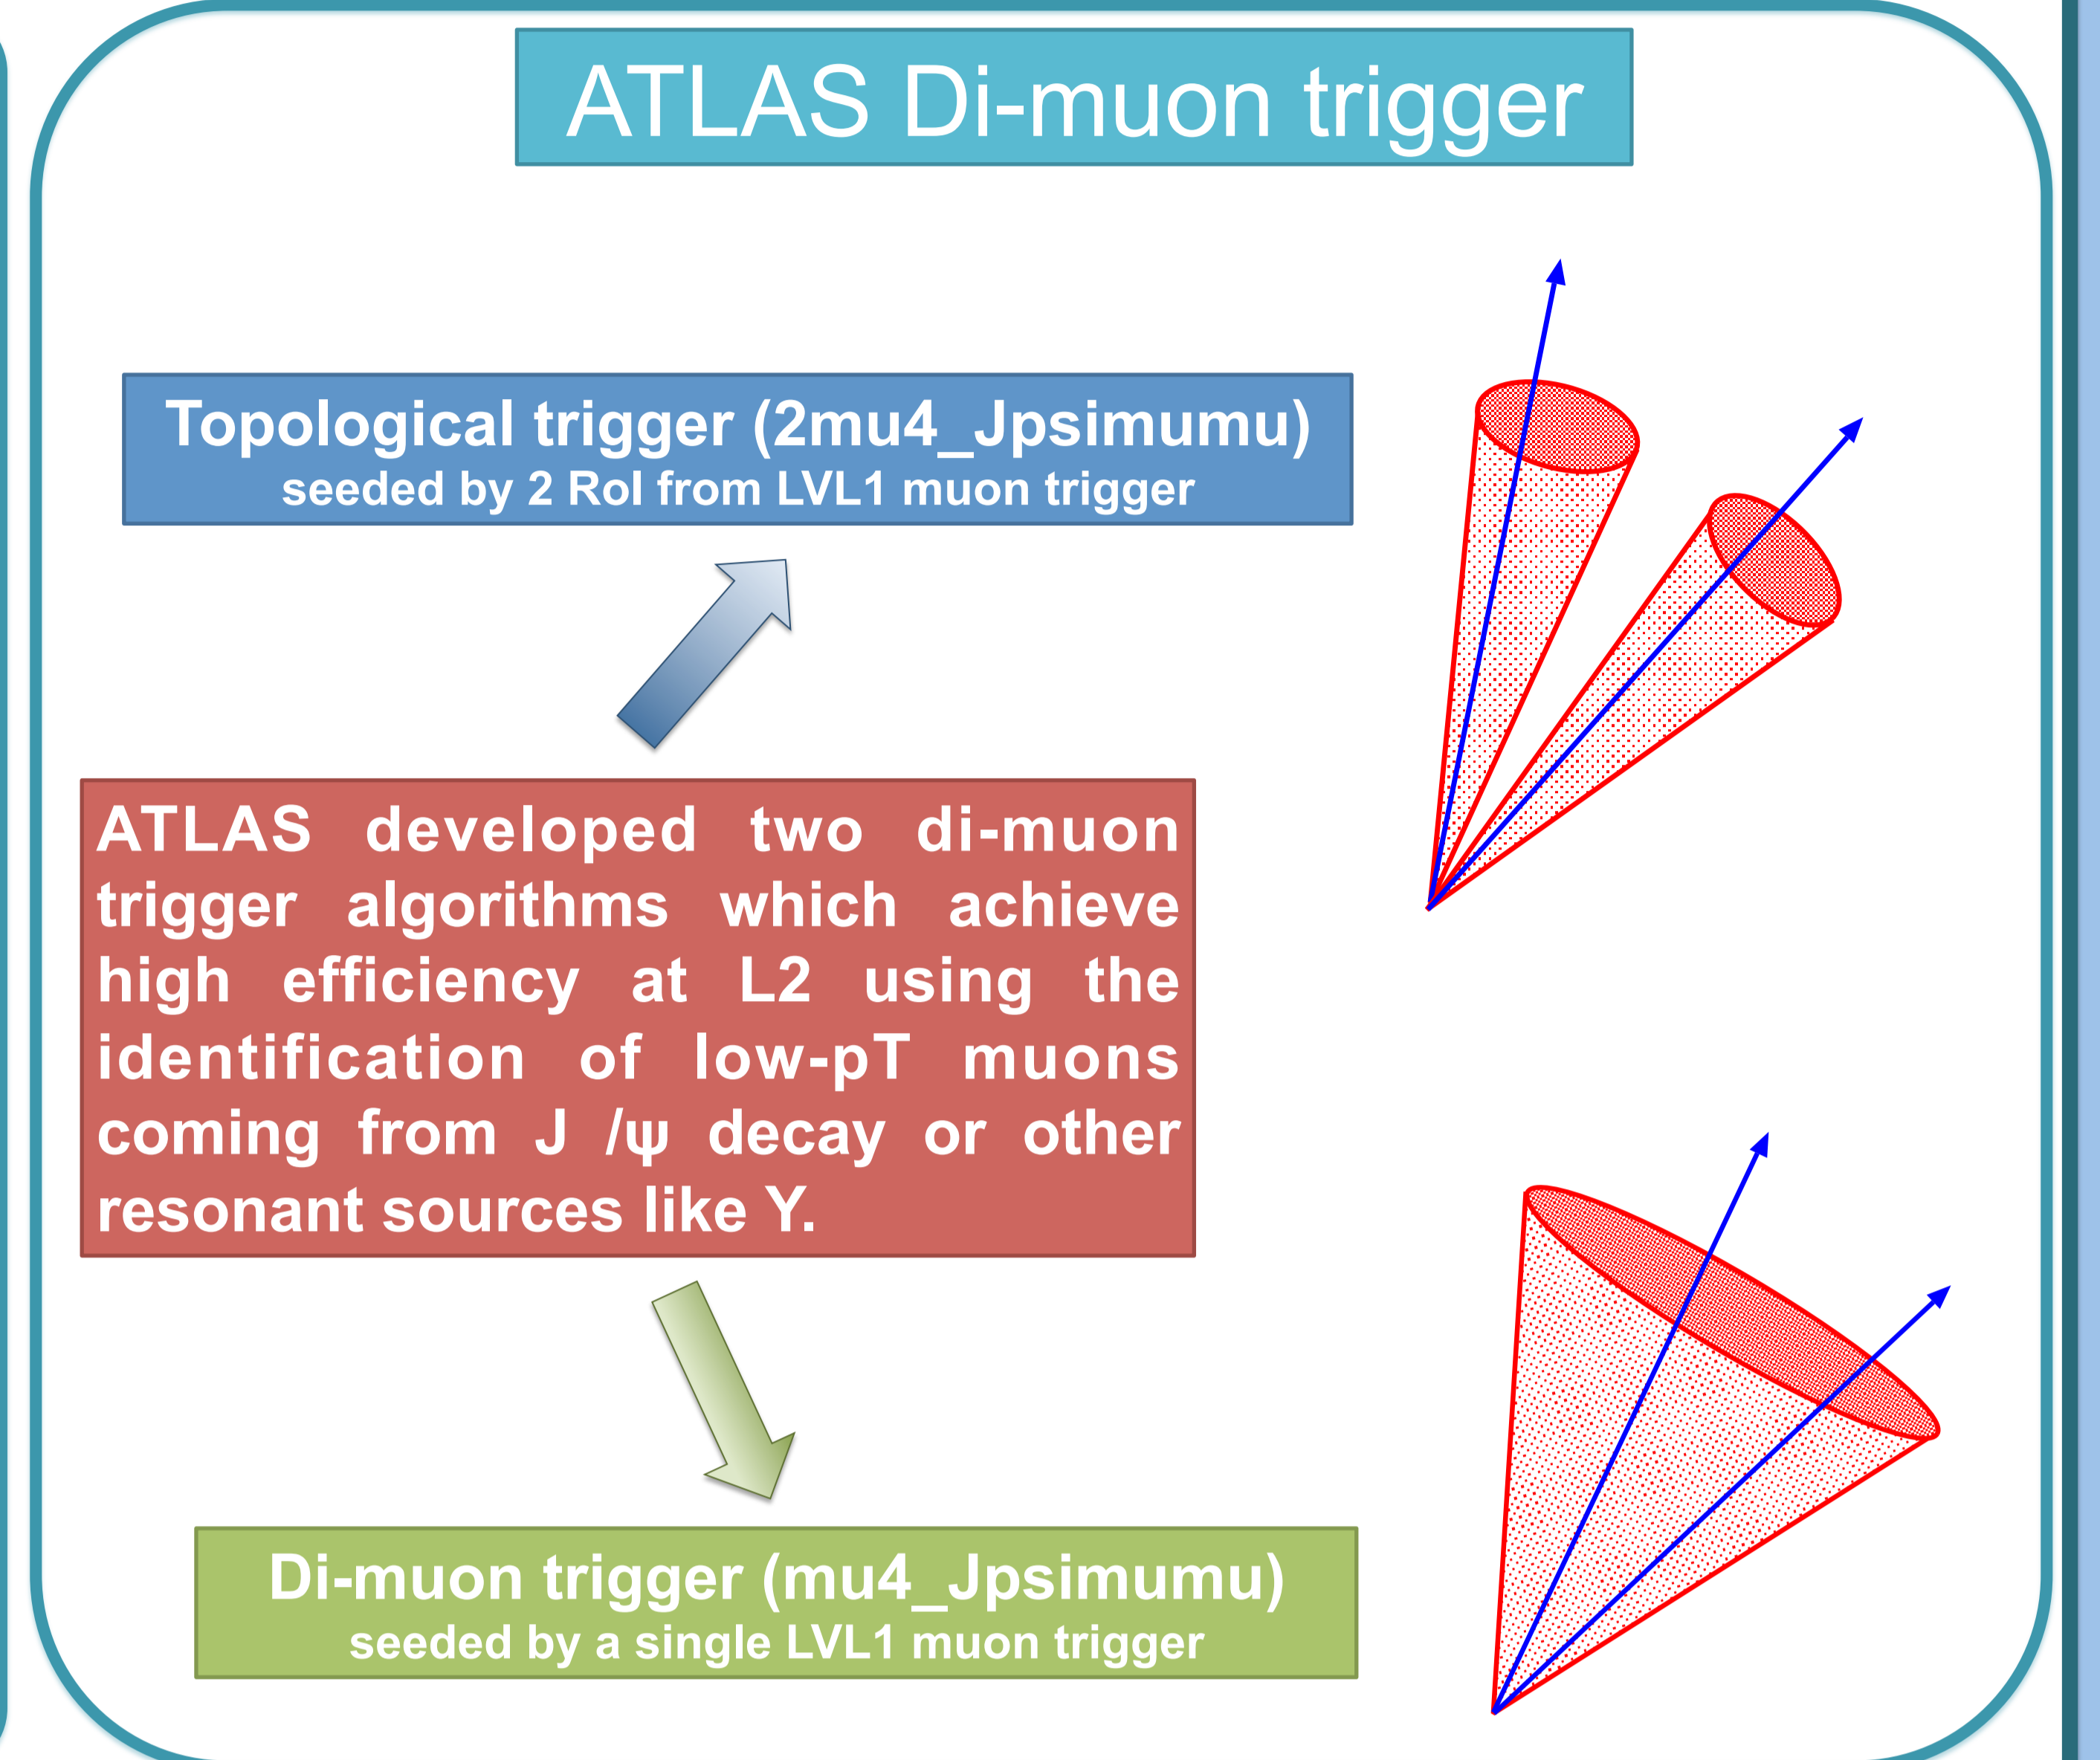 ATLAS Di-muon trigger
Topological trigger (2mu4_Jpsimumu)
seeded by 2 RoI from LVL1 muon trigger
ATLAS developed two di-muon
trigger algorithms which achieve
high efficiency at L2 using the
identification of low-pT muons
coming from J /ψ decay or other
resonant sources like Y.
Di-muon trigger (mu4_Jpsimumu)
seeded by a single LVL1 muon trigger